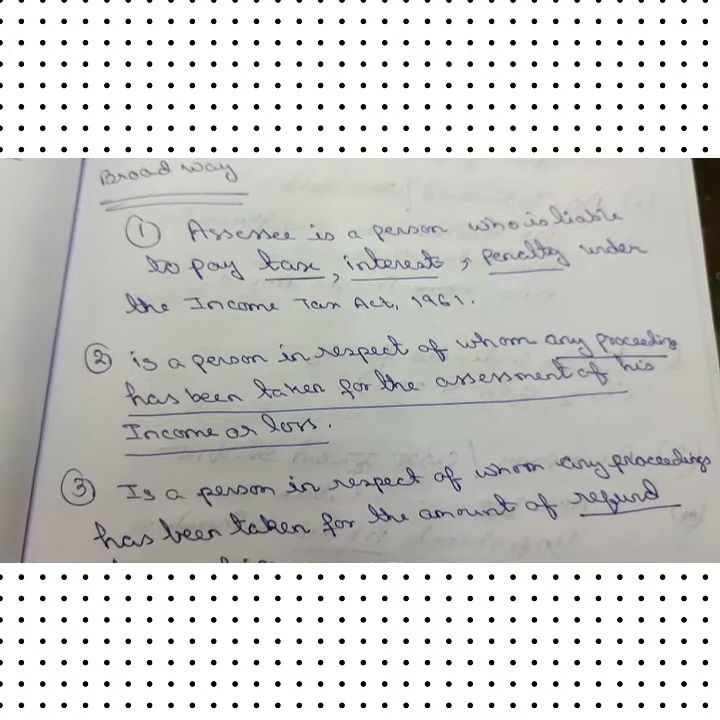 Broad way
① Assessee is a person who is liable
to pay tax, interest, penalty under
the Income Tax Act, 1961.
② is a person in respect of whom any proceeding
has been taken for the assessment of his
Income or loss.
③ Is a person in respect of whom any proceedings
has been taken for the amount of refund